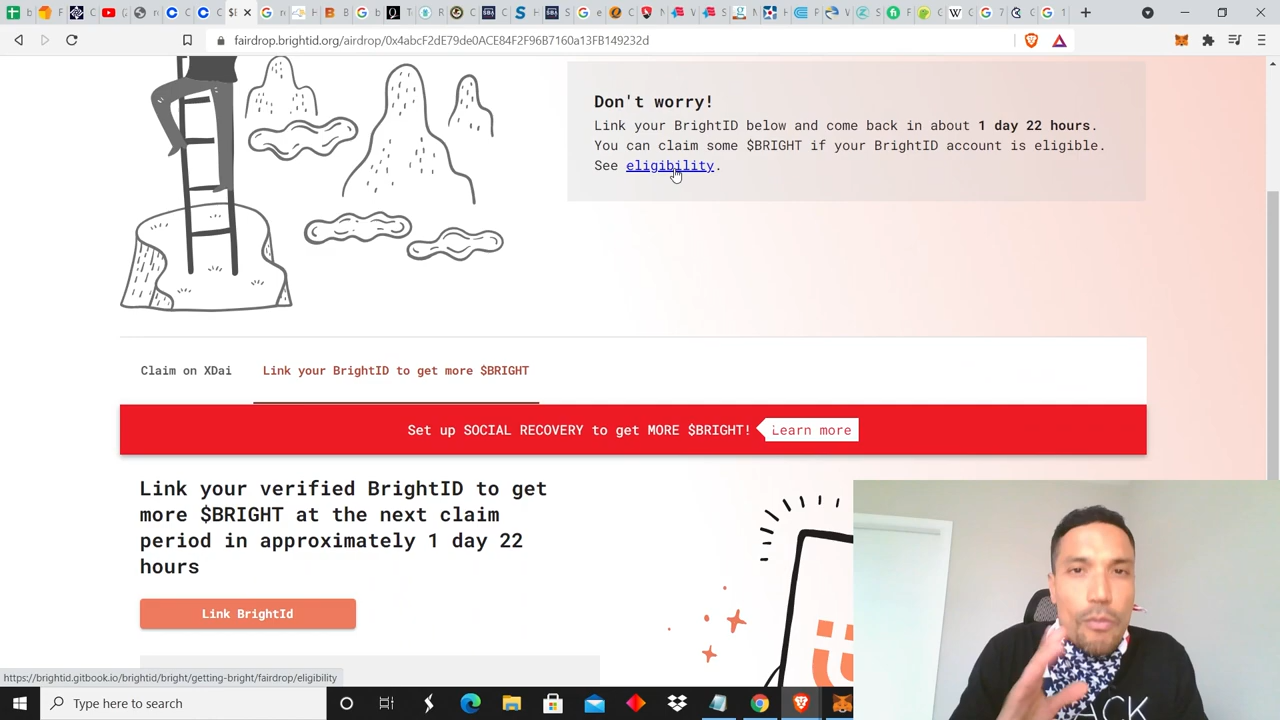 fairdrop.brightid.org/airdrop/0x4abcF2dE79de0ACE84F2F96B7160a13FB149232d
Don't worry!
Link your BrightID below and come back in about 1 day 22 hours.
You can claim some $BRIGHT if your BrightID account is eligible.
See eligibility.
Claim on XDai
Link your BrightID to get more $BRIGHT
Set up SOCIAL RECOVERY to get MORE $BRIGHT!
Learn more
Link your verified BrightID to get
more $BRIGHT at the next claim
period in approximately 1 day 22
hours
Link BrightId
https://brightid.gitbook.io/brightid/bright/getting-bright/fairdrop/eligibility
Type here to search